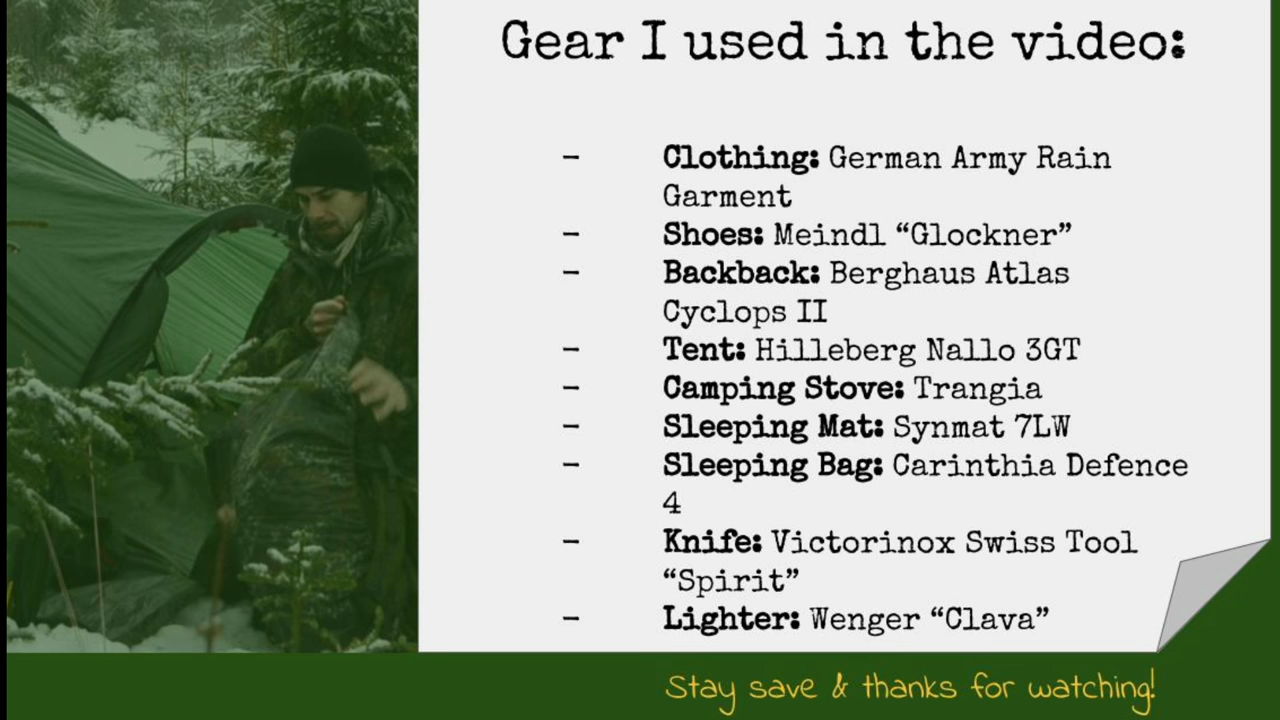 Gear I used in the video:
- Clothing: German Army Rain
Garment
- Shoes: Meindl “Glockner”
- Backback: Berghaus Atlas
Cyclops II
- Tent: Hilleberg Nallo 3GT
- Camping Stove: Trangia
- Sleeping Mat: Synmat 7LW
- Sleeping Bag: Carinthia Defence
4
- Knife: Victorinox Swiss Tool
“Spirit”
- Lighter: Wenger “Clava”
Stay save & thanks for watching!